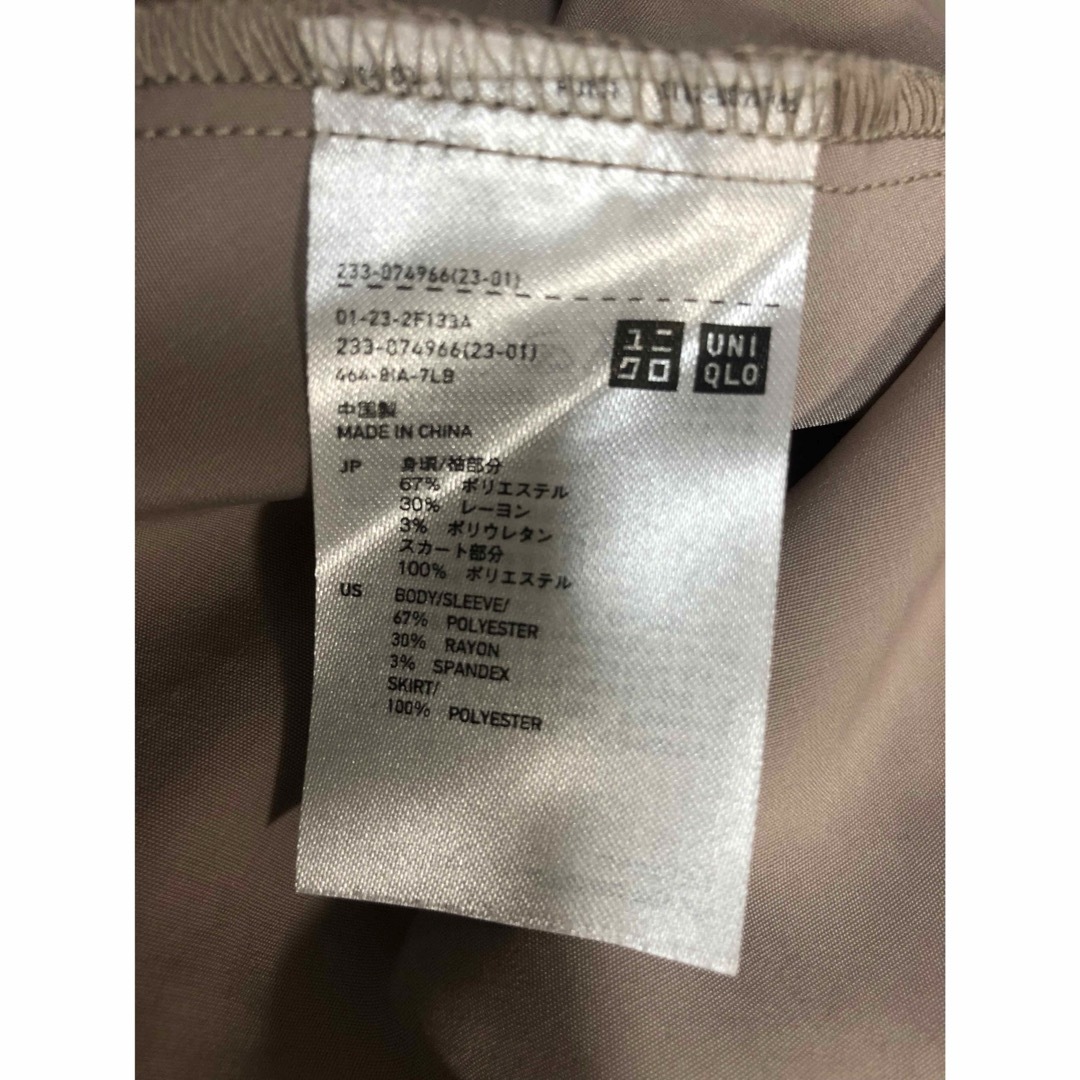 233-074966(23-01)
01-23-2F133A
233-074966(23-01)
ユニ
クロ
UNI
QLO
中国製
MADE IN CHINA
JP 身頃/袖部分
67% ポリエステル
30% レーヨン
3% ポリウレタン
スカート部分
100% ポリエステル
US BODY/SLEEVE/
67% POLYESTER
30% RAYON
3% SPANDEX
SKIRT/
100% POLYESTER